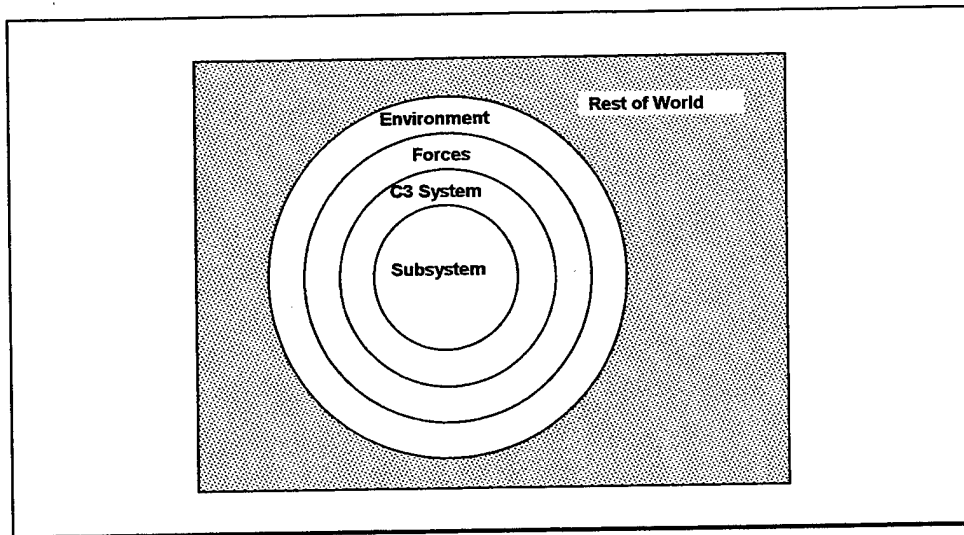 Rest of World
Environment
Forces
C3 System
Subsystem